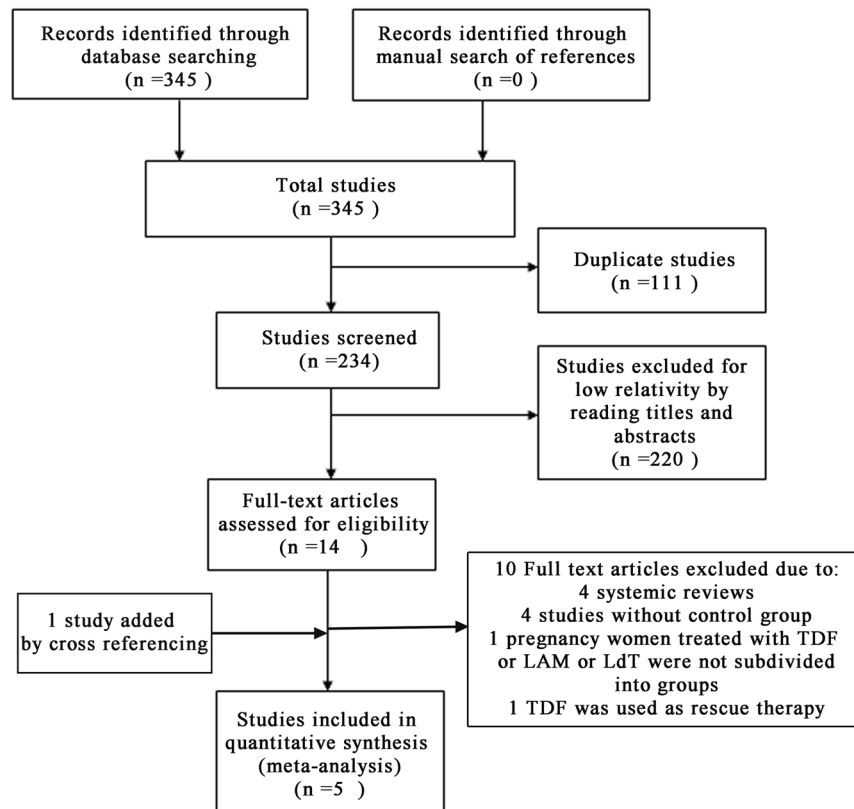 Records identified through
database searching
(n =345 )
Records identified through
manual search of references
(n =0 )
Total studies
(n =345 )
Duplicate studies
(n =111 )
Studies screened
(n =234)
Studies excluded for
low relativity by
reading titles and
abstracts
(n =220 )
Full-text articles
assessed for eligibility
(n =14 )
10 Full text articles excluded due to:
4 systemic reviews
4 studies without control group
1 pregnancy women treated with TDF
or LAM or LdT were not subdivided
into groups
1 TDF was used as rescue therapy
1 study added
by cross referencing
Studies included in
quantitative synthesis
(meta-analysis)
(n =5 )